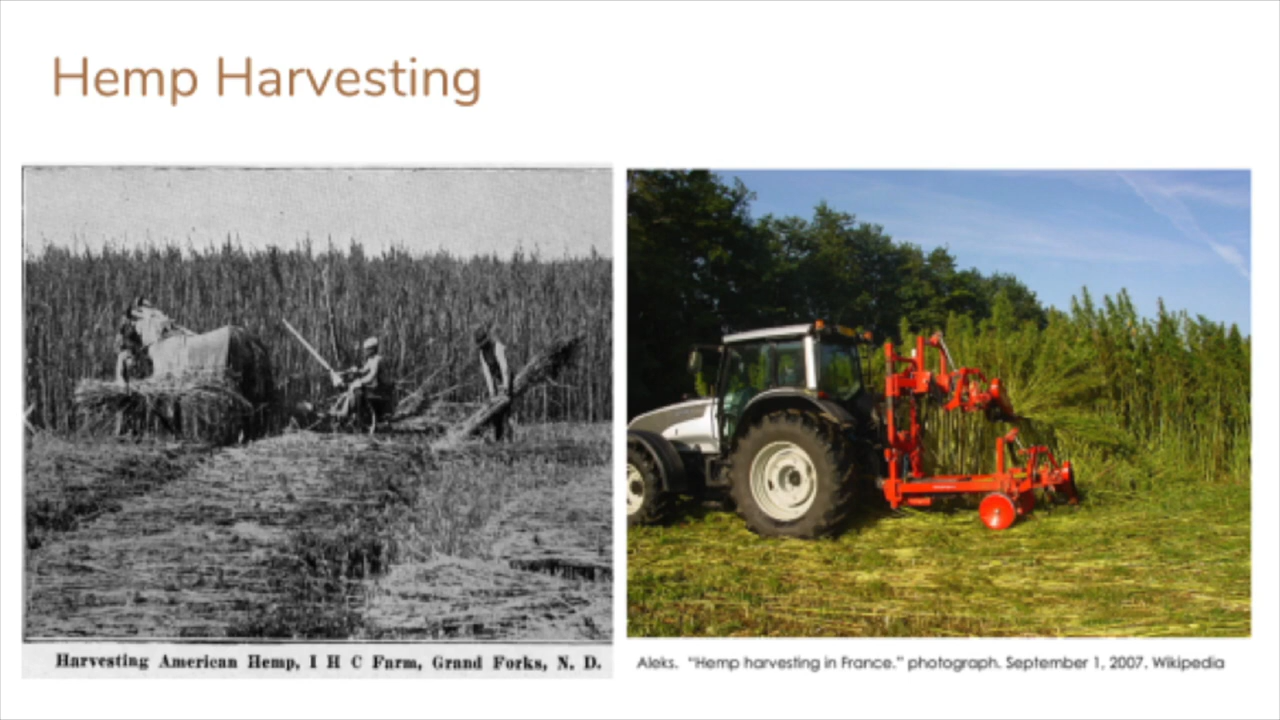 Hemp Harvesting
Harvesting American Hemp, I H C Farm, Grand Forks, N. D.
Aleks. "Hemp harvesting in France." photograph. September 1, 2007. Wikipedia